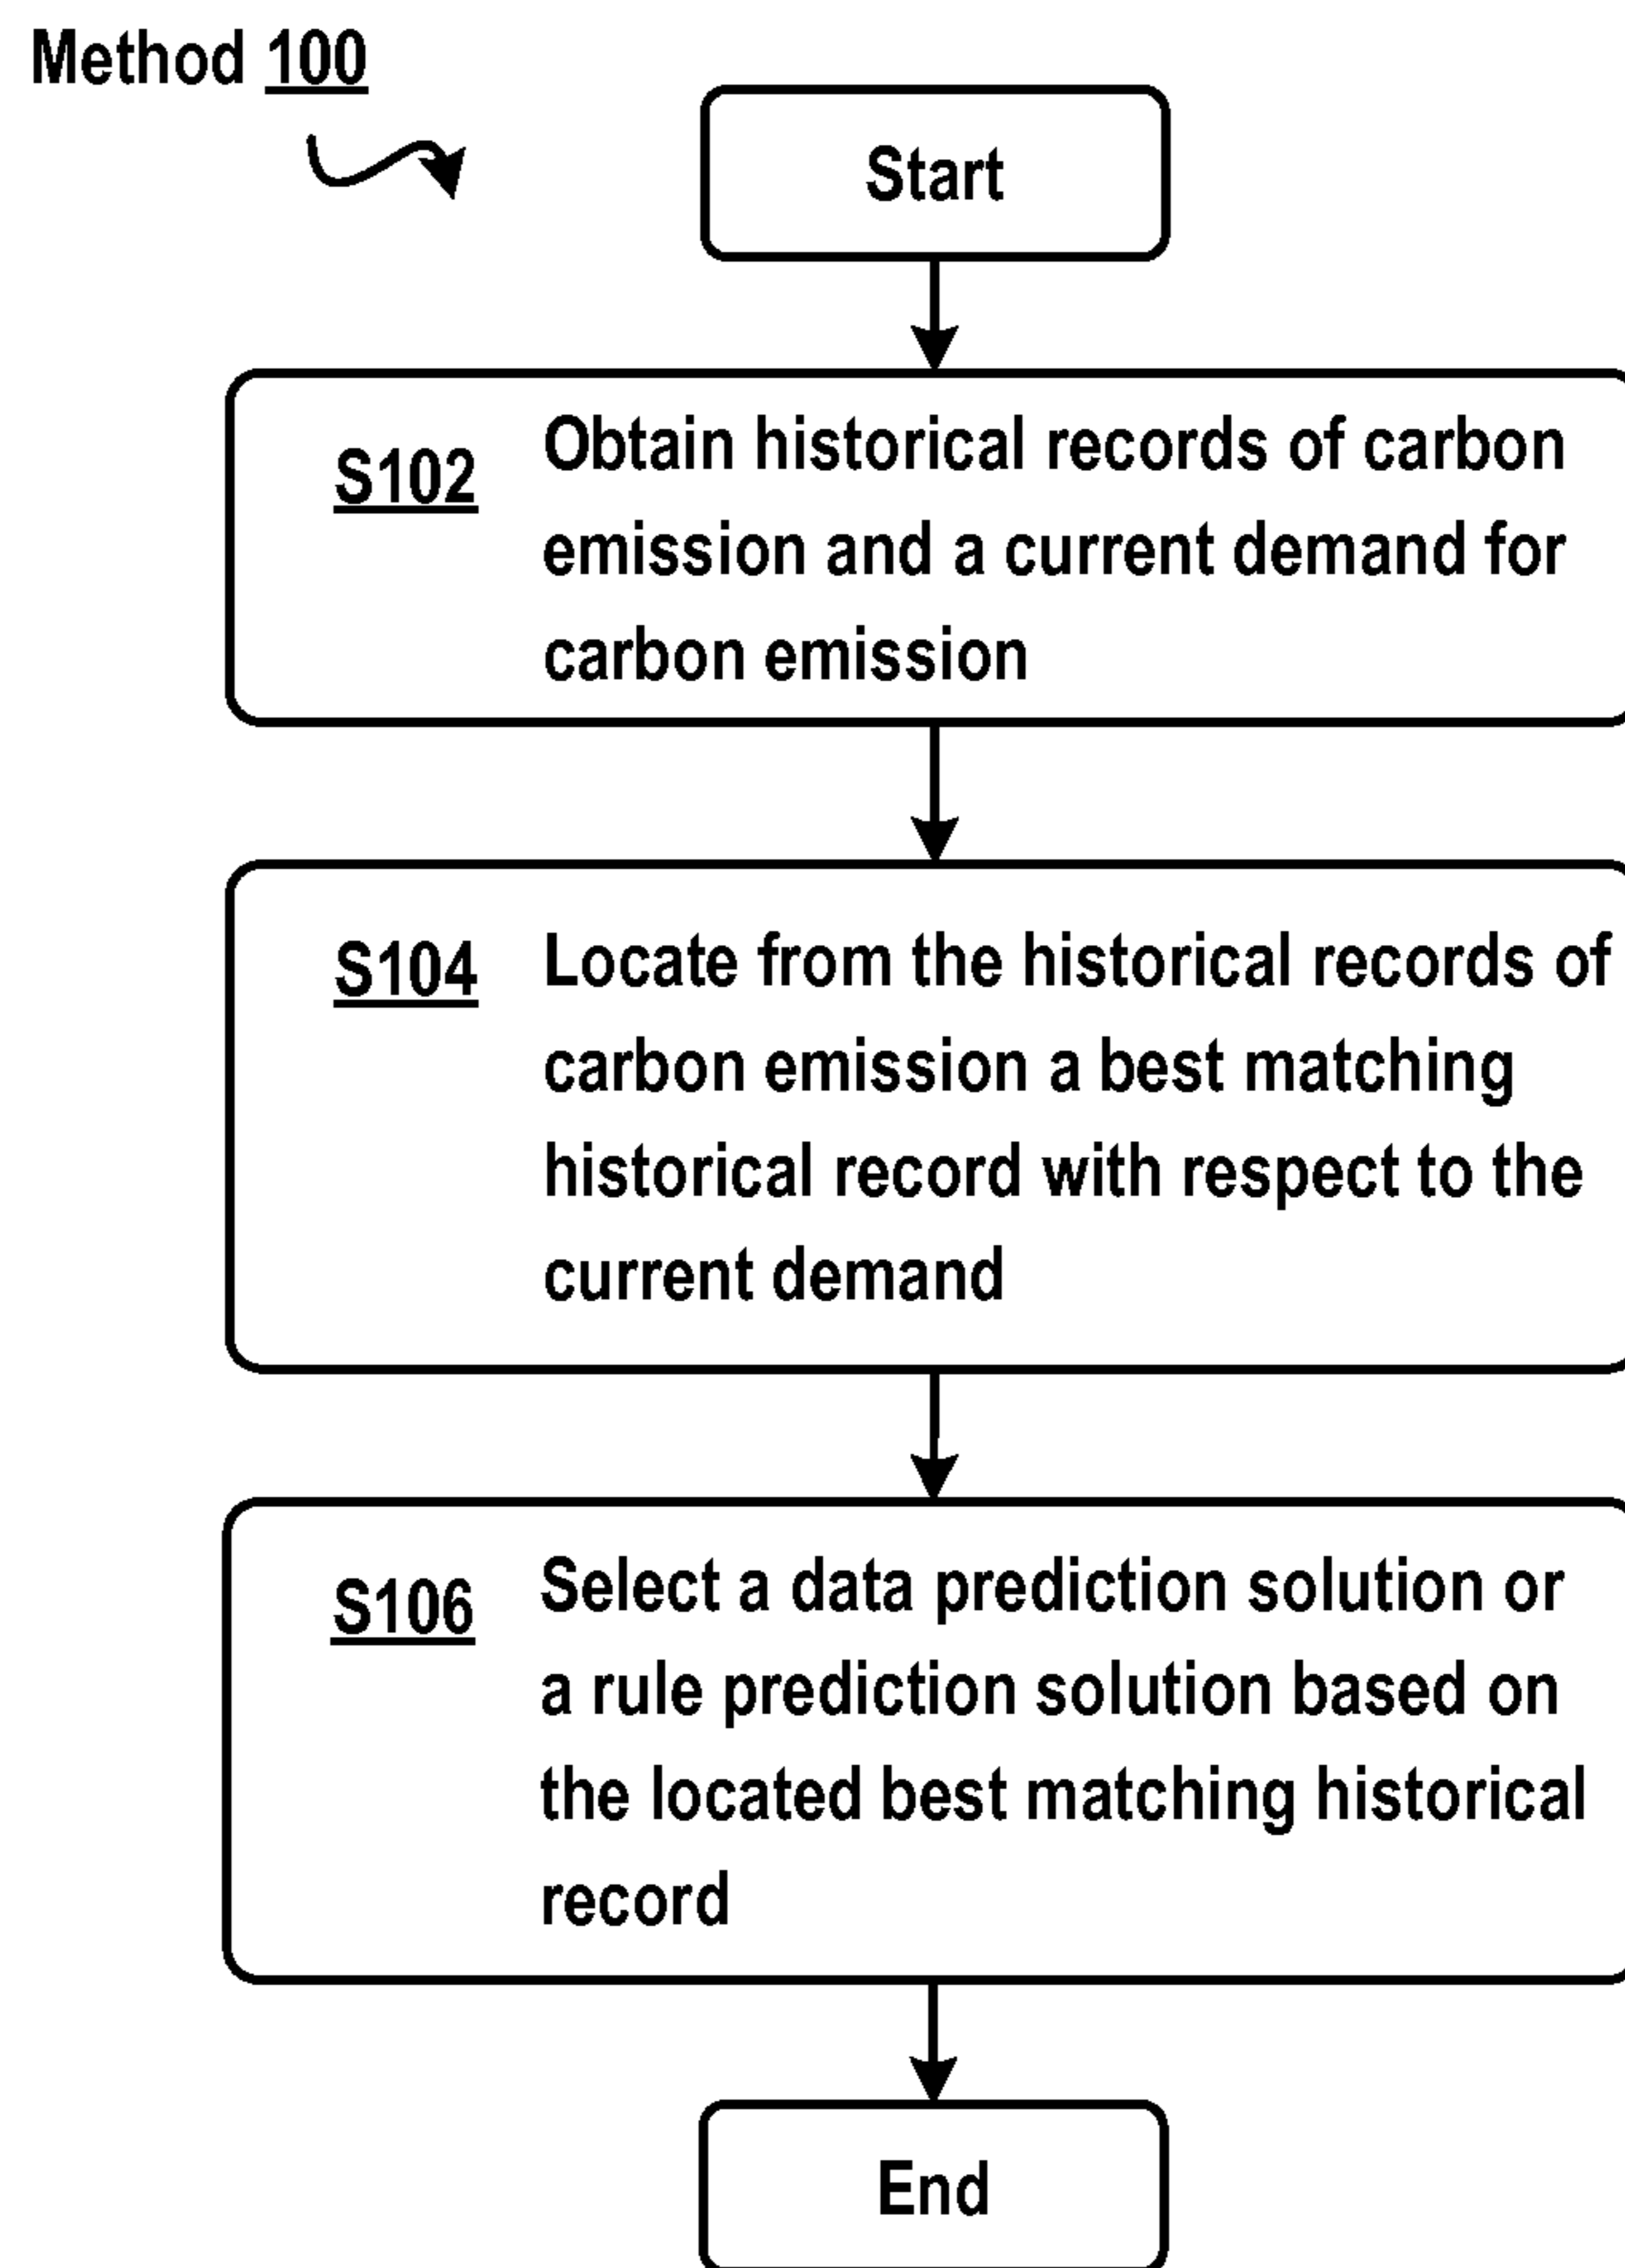 Method 100
Start
S102 Obtain historical records of carbon
emission and a current demand for
carbon emission
S104 Locate from the historical records of
carbon emission a best matching
historical record with respect to the
current demand
S106 Select a data prediction solution or
a rule prediction solution based on
the located best matching historical
record
End